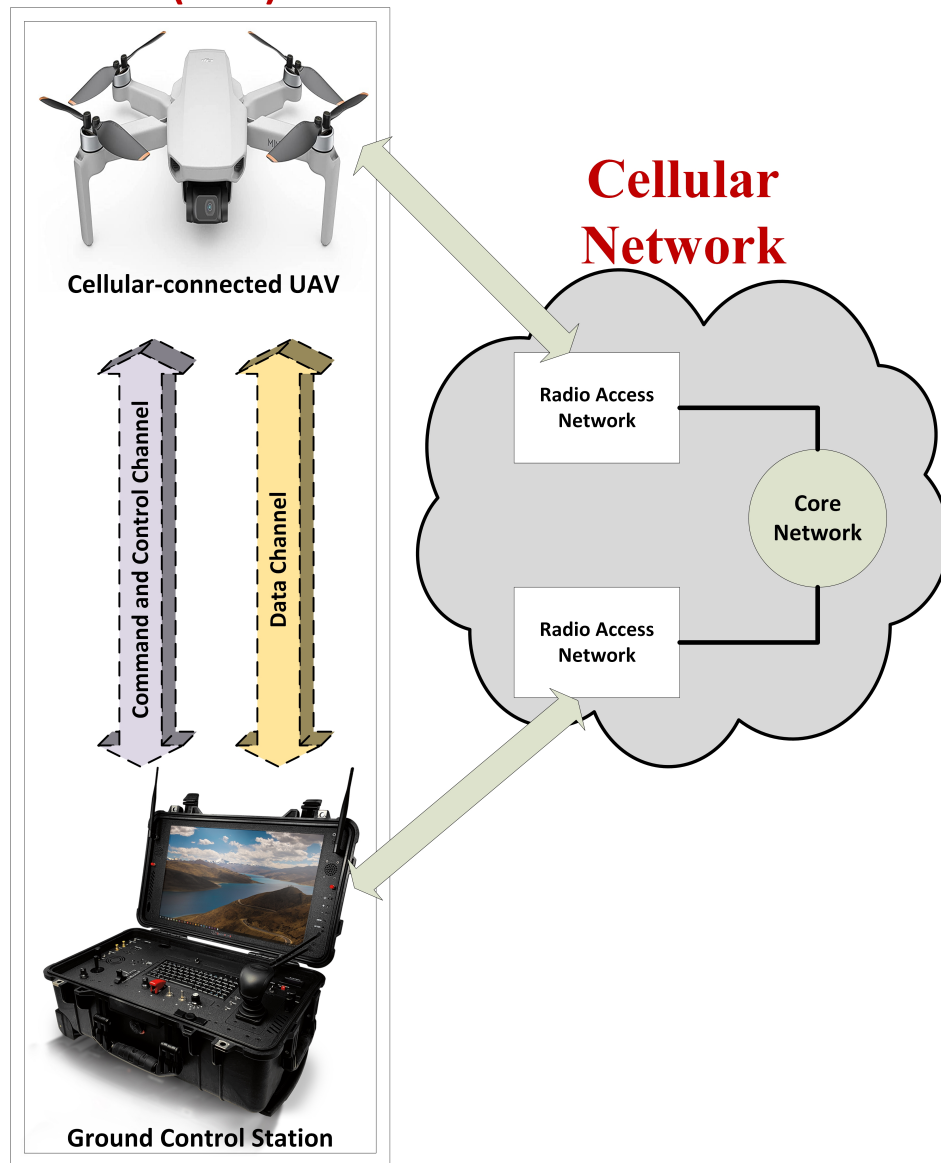 Cellular-connected UAV
Command and Control Channel
Data Channel
Ground Control Station
Cellular
Network
Radio Access
Network
Core
Network
Radio Access
Network